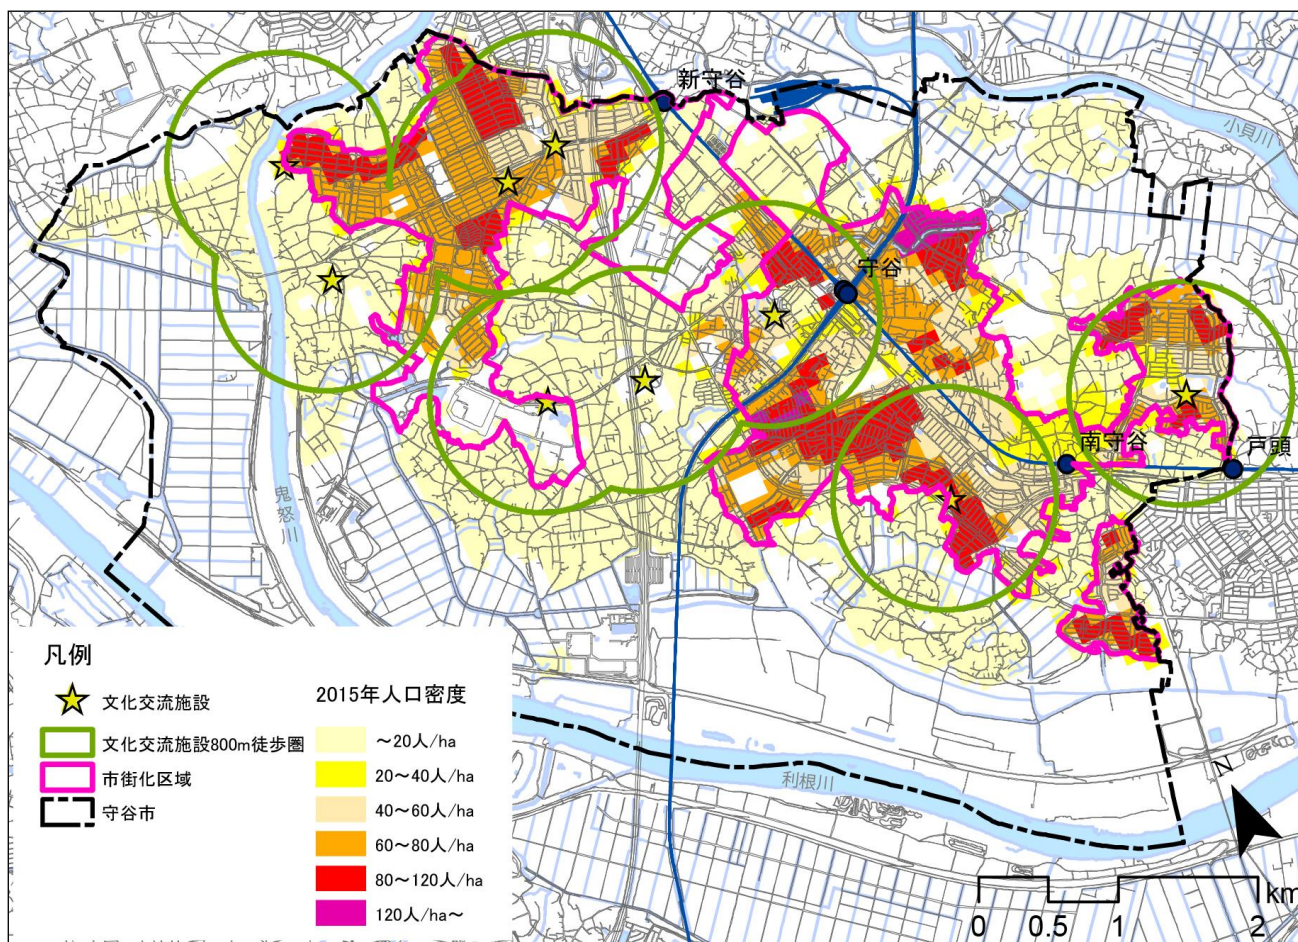 新守谷
小貝川
守谷
南守谷
戸頭
鬼怒川
利根川
N
凡例
文化交流施設
文化交流施設800m徒歩圏
市街化区域
守谷市
2015年人口密度
～20人/ha
20～40人/ha
40～60人/ha
60～80人/ha
80～120人/ha
120人/ha～
km
0 0.5 1 2